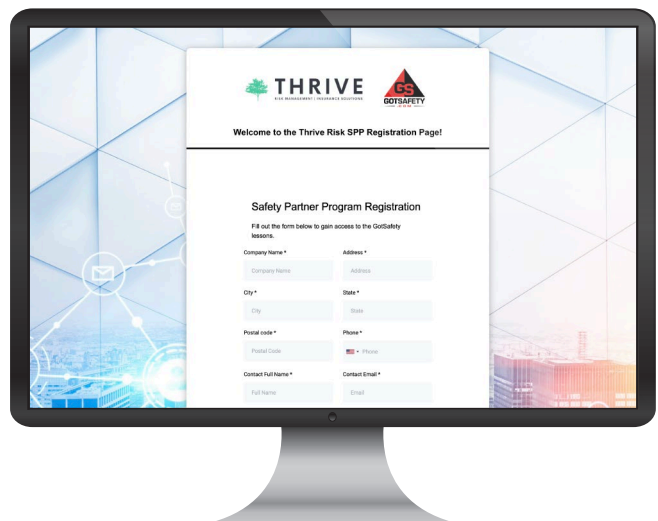 THRIVE
RISK MANAGEMENT | INSURANCE SOLUTIONS
GS
GOTSAFETY
.COM
Welcome to the Thrive Risk SPP Registration Page!
Safety Partner Program Registration
Fill out the form below to gain access to the GotSafety
lessons.
Company Name * Address *
Company Name Address
City * State *
City State
Postal code * Phone *
Postal Code Phone
Contact Full Name * Contact Email *
Full Name Email